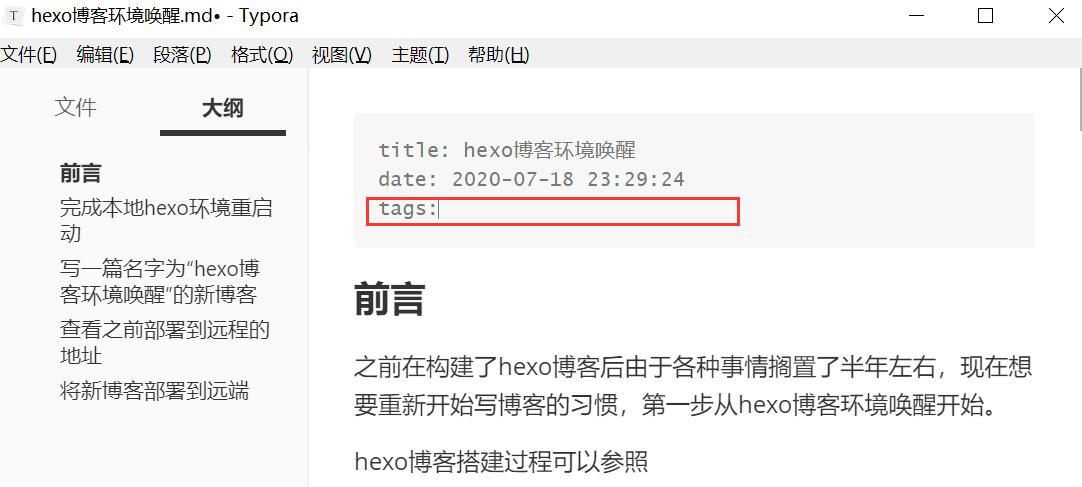 hexo博客环境唤醒.md• - Typora
文件(F) 编辑(E) 段落(P) 格式(O) 视图(V) 主题(T) 帮助(H)
文件 大纲
前言
完成本地hexo环境重启
动
写一篇名字为“hexo博
客环境唤醒”的新博客
查看之前部署到远程的
地址
将新博客部署到远端
title: hexo博客环境唤醒
date: 2020-07-18 23:29:24
tags:
前言
之前在构建了hexo博客后由于各种事情搁置了半年左右，现在想
要重新开始写博客的习惯，第一步从hexo博客环境唤醒开始。
hexo博客搭建过程可以参照